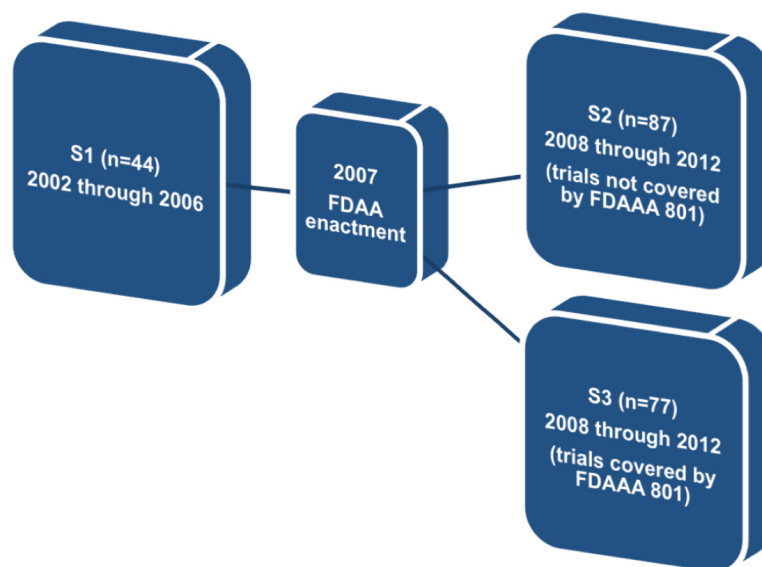 S1 (n=44)
2002 through 2006
2007
FDAA
enactment
S2 (n=87)
2008 through 2012
(trials not covered
by FDAAA 801)
S3 (n=77)
2008 through 2012
(trials covered by
FDAAA 801)